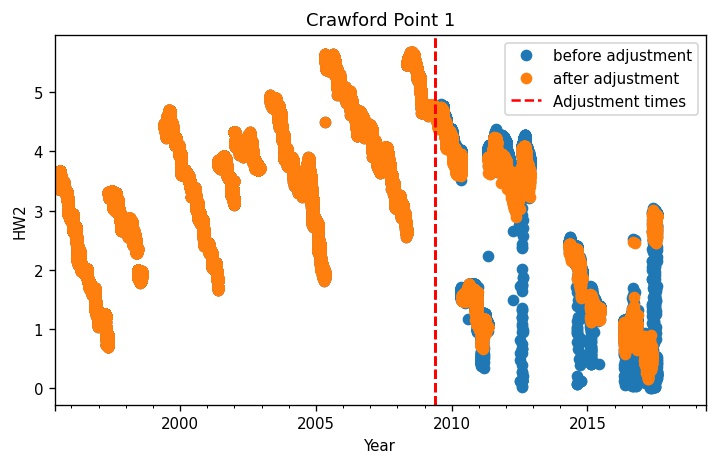 Crawford Point 1
before adjustment
after adjustment
Adjustment times
HW2
5
4
3
2
1
0
2000 2005 2010 2015
Year